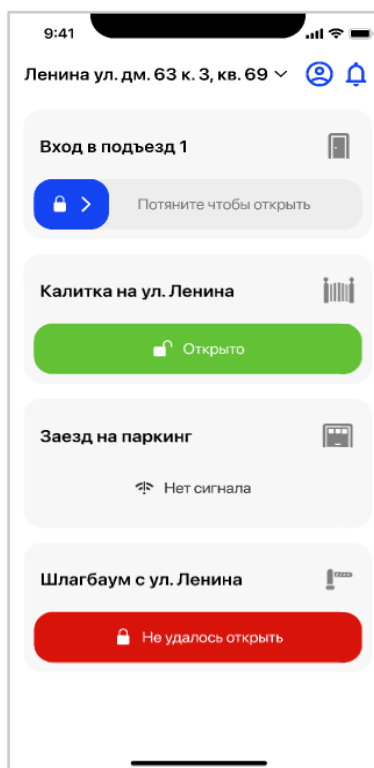 9:41
Ленина ул. дм. 63 к. 3, кв. 69
Вход в подъезд 1
Потяните чтобы открыть
Калитка на ул. Ленина
Открыто
Заезд на паркинг
Нет сигнала
Шлагбаум с ул. Ленина
Не удалось открыть